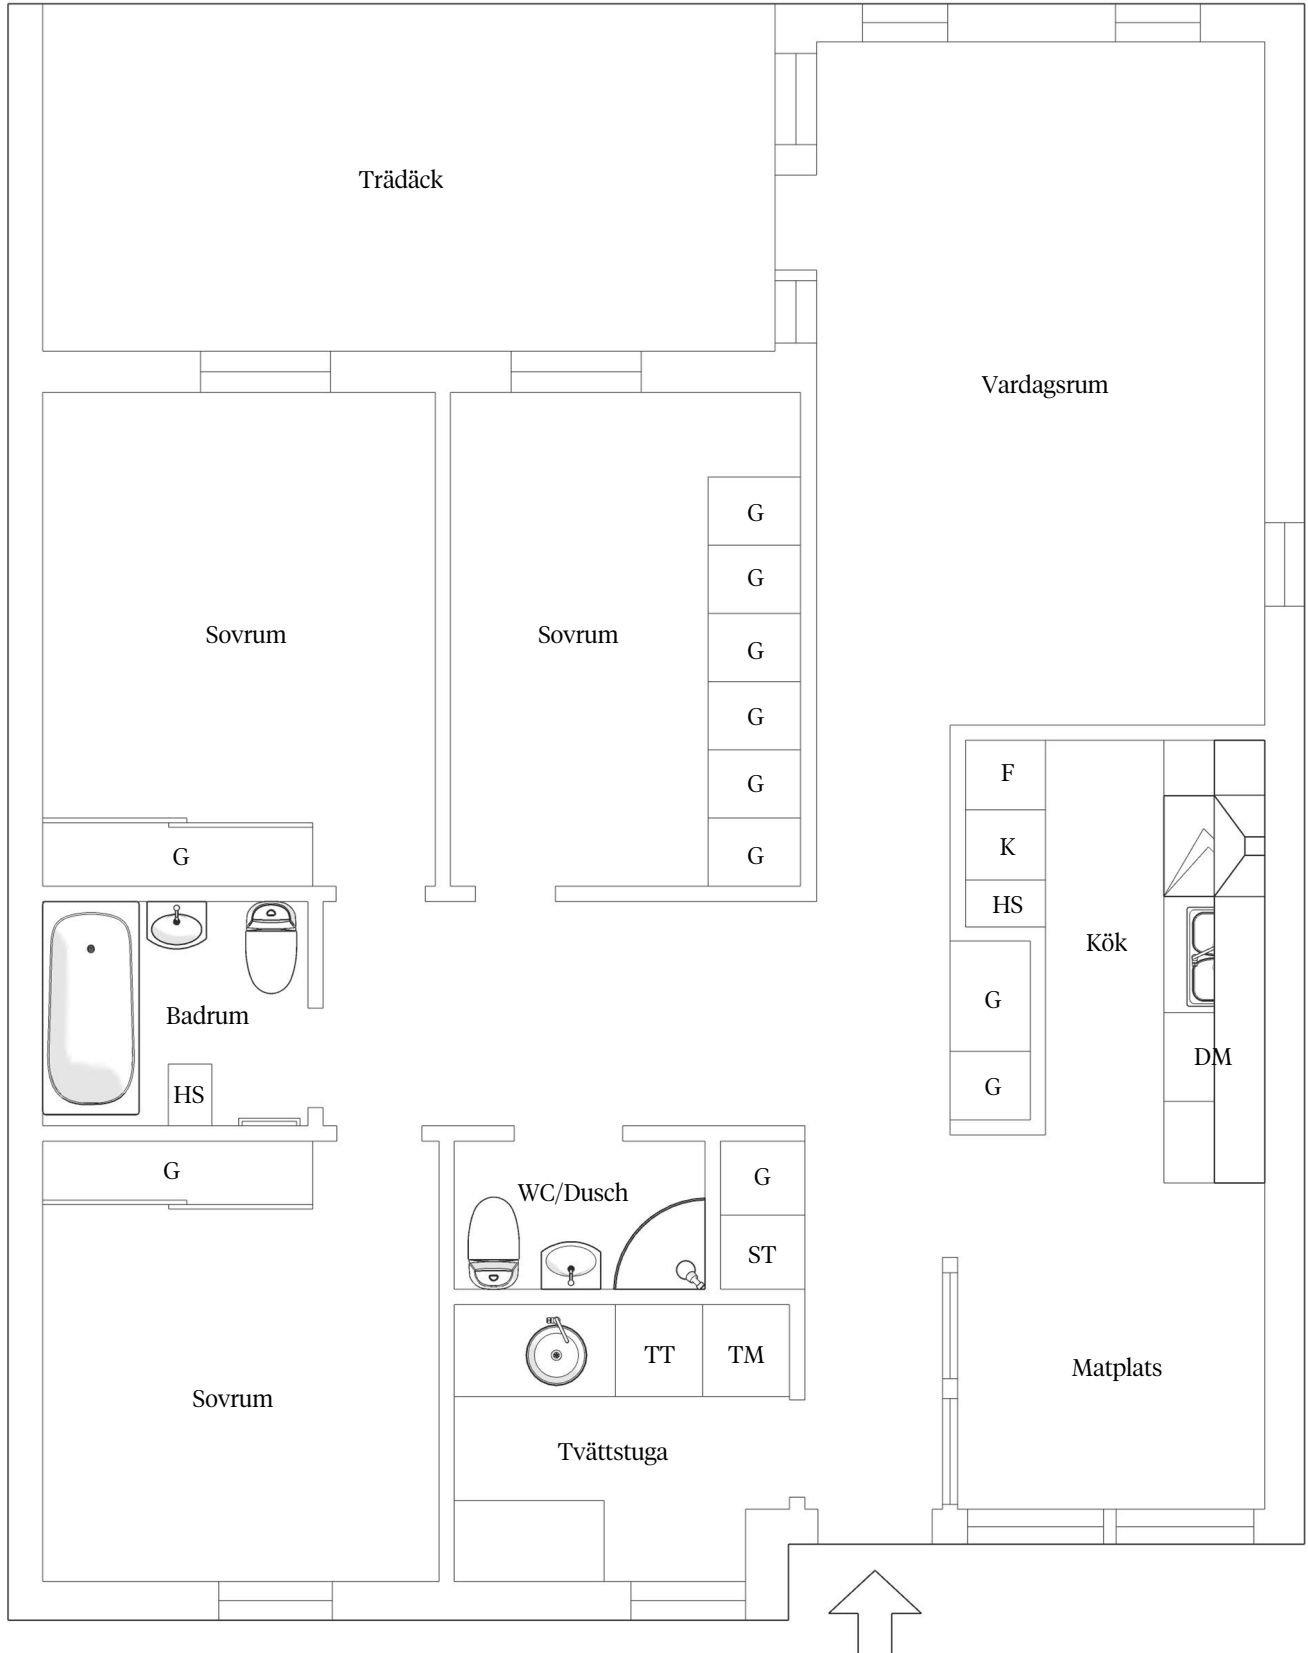 Trädäck
Vardagsrum
G
G
Sovrum
Sovrum
G
G
F
G
K
G
G
HS
Kök
G
Badrum
DM
G
HS
G
G
WC/Dusch
ST
TT
TM
Matplats
Sovrum
Tvättstuga